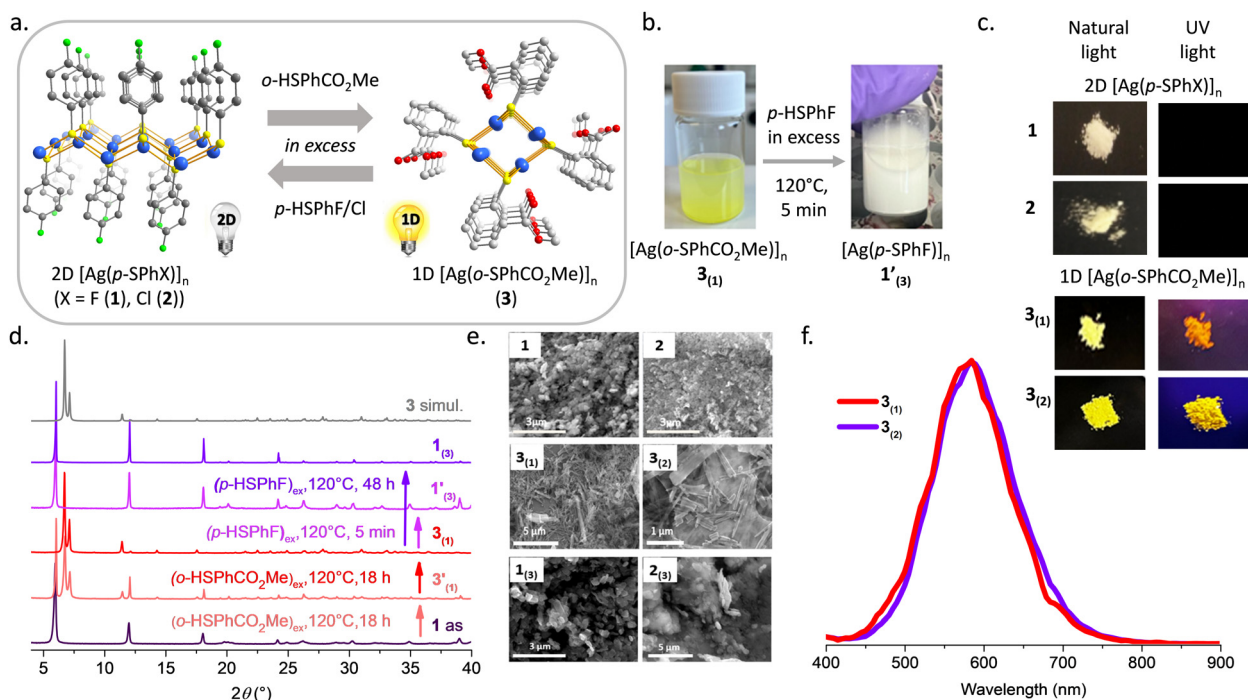 a.
o-HSPhCO2Me
in excess
p-HSPhF/Cl
2D
1D
2D [Ag(p-SPhX)]n
(X = F (1), Cl (2))
1D [Ag(o-SPhCO2Me)]n
(3)
b.
p-HSPhF
in excess
120°C,
5 min
[Ag(o-SPhCO2Me)]n
3(1)
[Ag(p-SPhF)]n
1'(3)
c.
Natural
light
UV
light
2D [Ag(p-SPhX)]n
1
2
1D [Ag(o-SPhCO2Me)]n
3(1)
3(2)
d.
3 simul.
1(3)
(p-HSPhF)ex,120°C, 48 h
1'(3)
(p-HSPhF)ex,120°C, 5 min
3(1)
(o-HSPhCO2Me)ex,120°C,18 h
3'(1)
(o-HSPhCO2Me)ex,120°C,18 h
1 as
5 10 15 20 25 30 35 40
2θ (°)
e.
1
3µm
2
3µm
3(1)
5 µm
3(2)
1 µm
1(3)
3 µm
2(3)
5 µm
f.
3(1)
3(2)
400 500 600 700 800 900
Wavelength (nm)